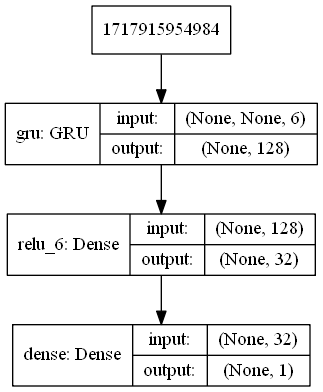 1717915954984
gru: GRU
input: (None, None, 6)
output: (None, 128)
relu_6: Dense
input: (None, 128)
output: (None, 32)
dense: Dense
input: (None, 32)
output: (None, 1)